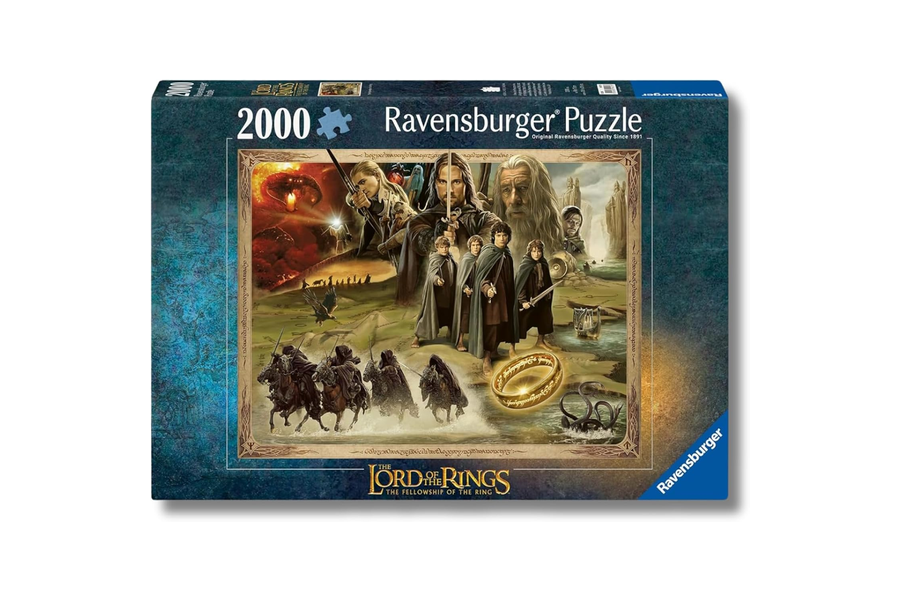 2000
Ravensburger® Puzzle
Original Ravensburger Quality Since 1891
THE
LORD OF THE RINGS
THE FELLOWSHIP OF THE RING
Ravensburger